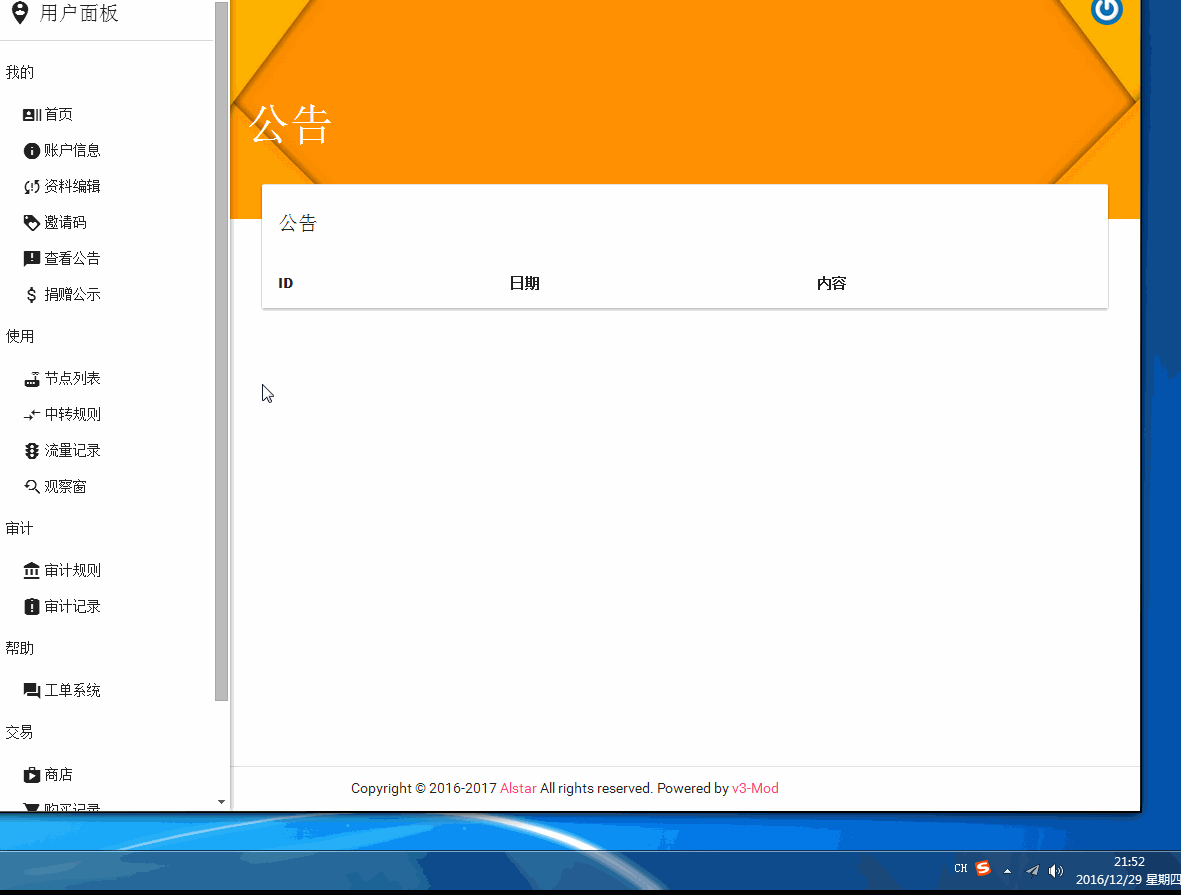 用户面板
我的
首页
账户信息
资料编辑
邀请码
查看公告
捐赠公示
使用
节点列表
中转规则
流量记录
观察窗
审计
审计规则
审计记录
帮助
工单系统
交易
商店
购买记录
公告
公告
ID 日期 内容
Copyright © 2016-2017 Alstar All rights reserved. Powered by v3-Mod
CH
21:52
2016/12/29 星期四